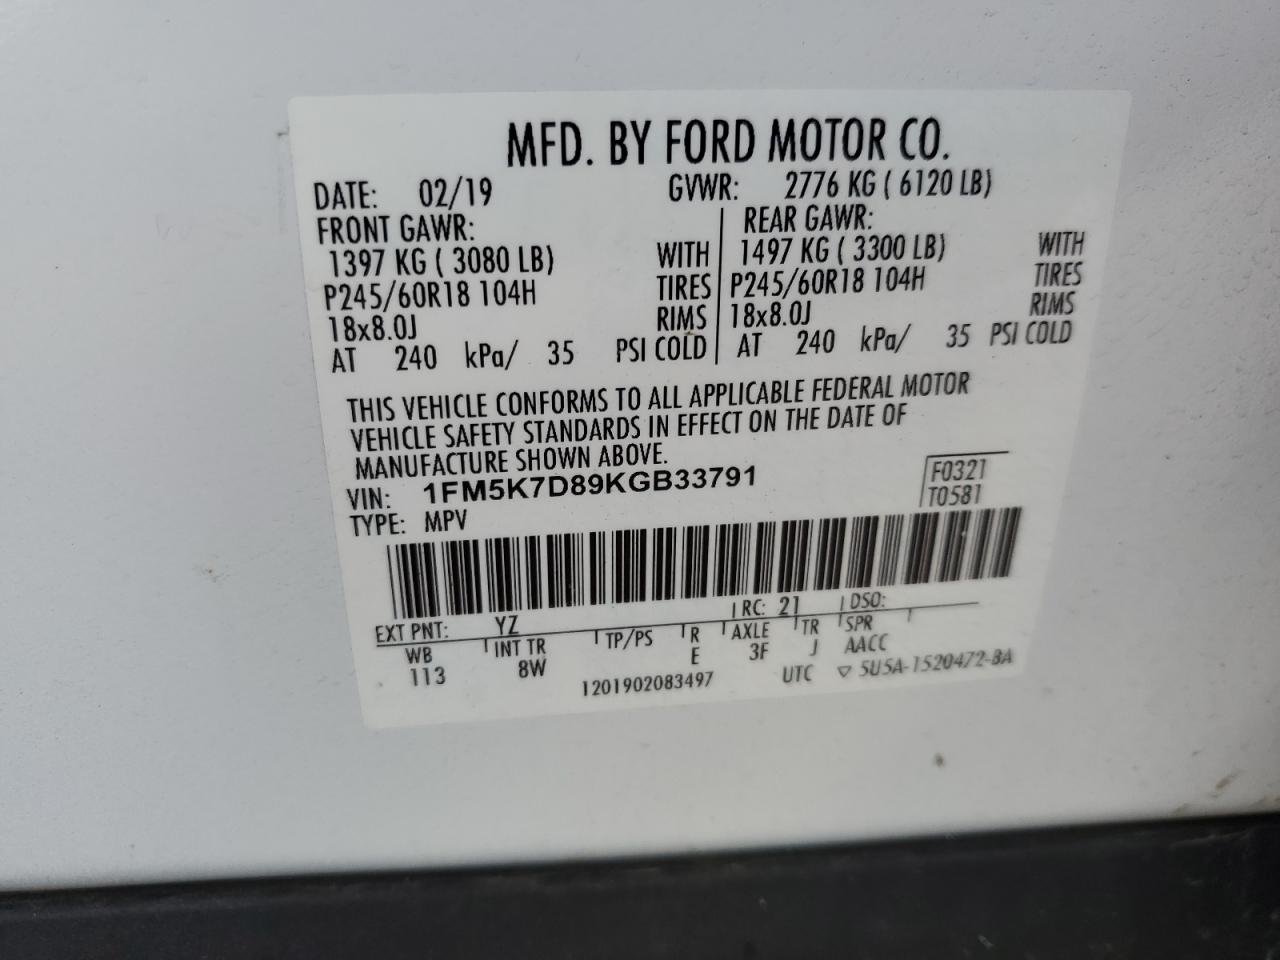 MFD. BY FORD MOTOR CO.
DATE: 02/19 GVWR: 2776 KG ( 6120 LB)
FRONT GAWR: REAR GAWR:
1397 KG ( 3080 LB) WITH 1497 KG ( 3300 LB) WITH
P245/60R18 104H TIRES P245/60R18 104H TIRES
18x8.0J RIMS 18x8.0J RIMS
AT 240 kPa/ 35 PSI COLD AT 240 kPa/ 35 PSI COLD
THIS VEHICLE CONFORMS TO ALL APPLICABLE FEDERAL MOTOR
VEHICLE SAFETY STANDARDS IN EFFECT ON THE DATE OF
MANUFACTURE SHOWN ABOVE.
VIN: 1FM5K7D89KGB33791 F0321
TYPE: MPV T0581
EXT PNT: YZ RC: 21 DSO:
WB INT TR TP/PS R AXLE TR SPR
113 8W E 3F J AACC
1201902083497 UTC ▽ 5U5A-1520472-BA